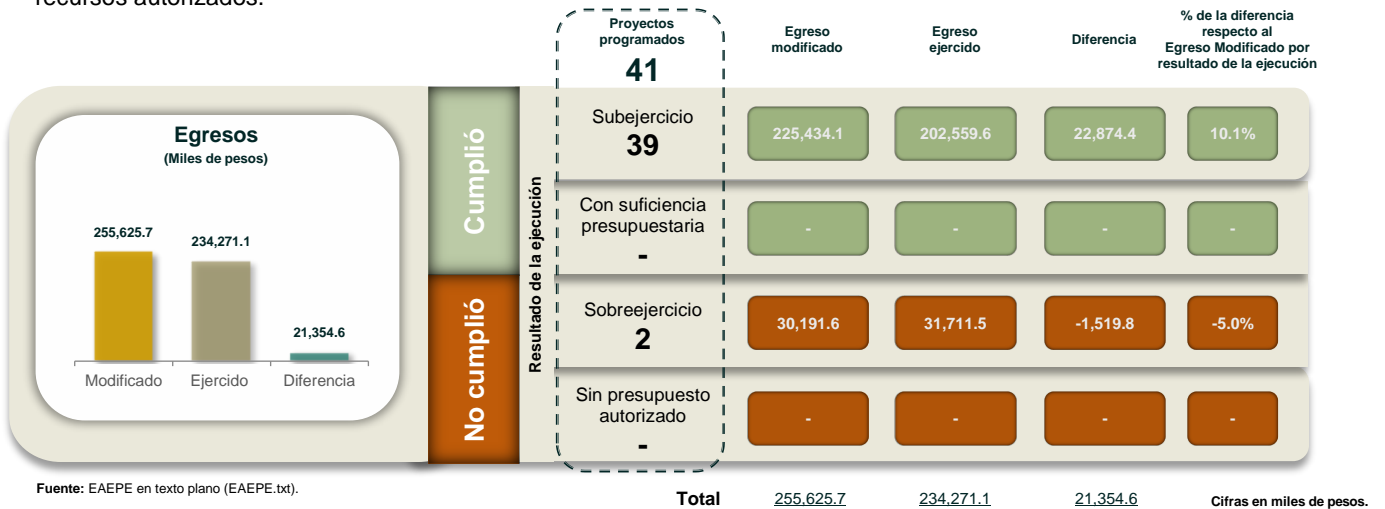 recursos autorizados.
Proyectos
programados
41
Egreso
modificado
Egreso
ejercido
Diferencia
% de la diferencia
respecto al
Egreso Modificado por
resultado de la ejecución
Egresos
(Miles de pesos)
255,625.7
234,271.1
21,354.6
Modificado
Ejercido
Diferencia
Cumplió
No cumplió
Resultado de la ejecución
Subejercicio
39
225,434.1
202,559.6
22,874.4
10.1%
Con suficiencia
presupuestaria
-
-
-
-
-
Sobreejercicio
2
30,191.6
31,711.5
-1,519.8
-5.0%
Sin presupuesto
autorizado
-
-
-
-
-
Fuente: EAEPE en texto plano (EAEPE.txt).
Total
255,625.7
234,271.1
21,354.6
Cifras en miles de pesos.